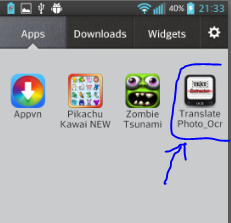 40% 21:33
Apps Downloads Widgets
Appvn
Pikachu
Kawai NEW
Zombie
Tsunami
Translate
Photo_Ocr